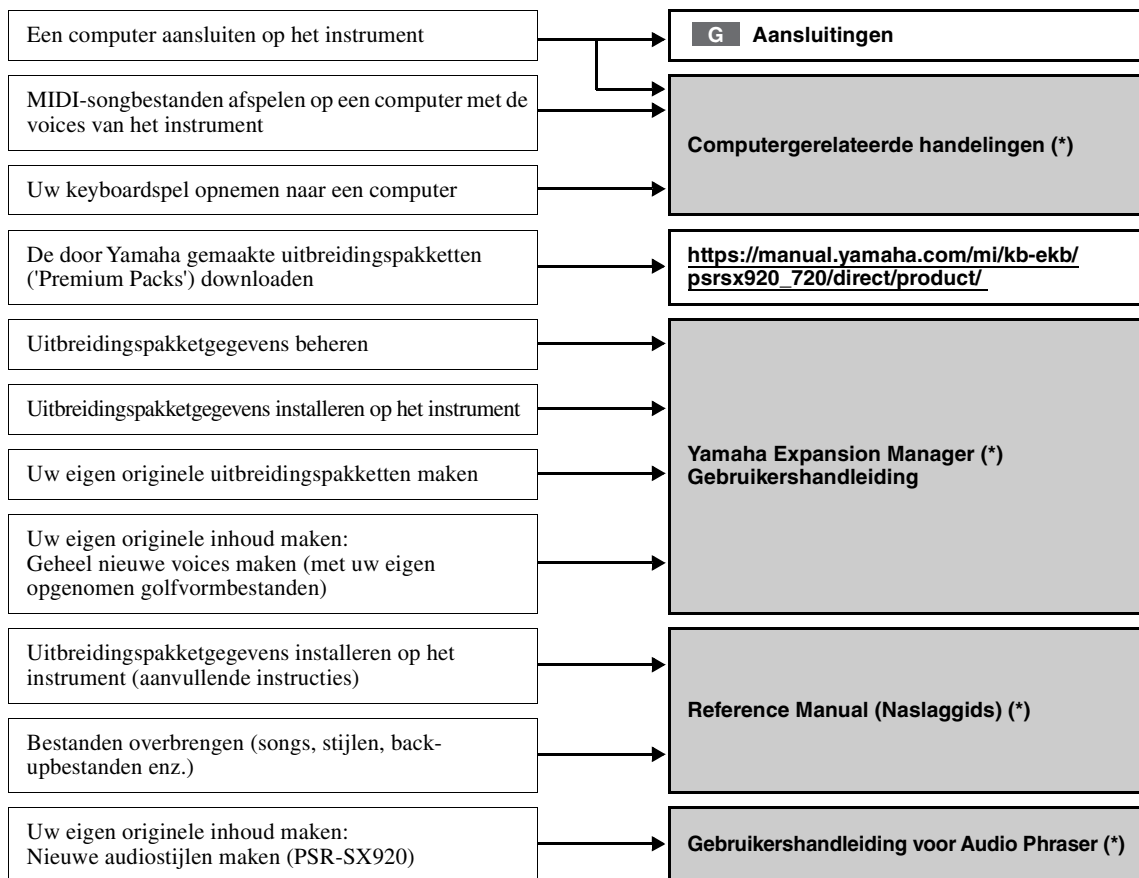 Een computer aansluiten op het instrument
G Aansluitingen
MIDI-songbestanden afspelen op een computer met de
voices van het instrument
Uw keyboardspel opnemen naar een computer
Computergerelateerde handelingen (*)
De door Yamaha gemaakte uitbreidingspakketten
('Premium Packs') downloaden
https://manual.yamaha.com/mi/kb-ekb/
psrsx920_720/direct/product/
Uitbreidingspakketgegevens beheren
Uitbreidingspakketgegevens installeren op het instrument
Uw eigen originele uitbreidingspakketten maken
Uw eigen originele inhoud maken:
Geheel nieuwe voices maken (met uw eigen
opgenomen golfvormbestanden)
Yamaha Expansion Manager (*)
Gebruikershandleiding
Uitbreidingspakketgegevens installeren op het
instrument (aanvullende instructies)
Bestanden overbrengen (songs, stijlen, back-
upbestanden enz.)
Reference Manual (Naslaggids) (*)
Uw eigen originele inhoud maken:
Nieuwe audiostijlen maken (PSR-SX920)
Gebruikershandleiding voor Audio Phraser (*)